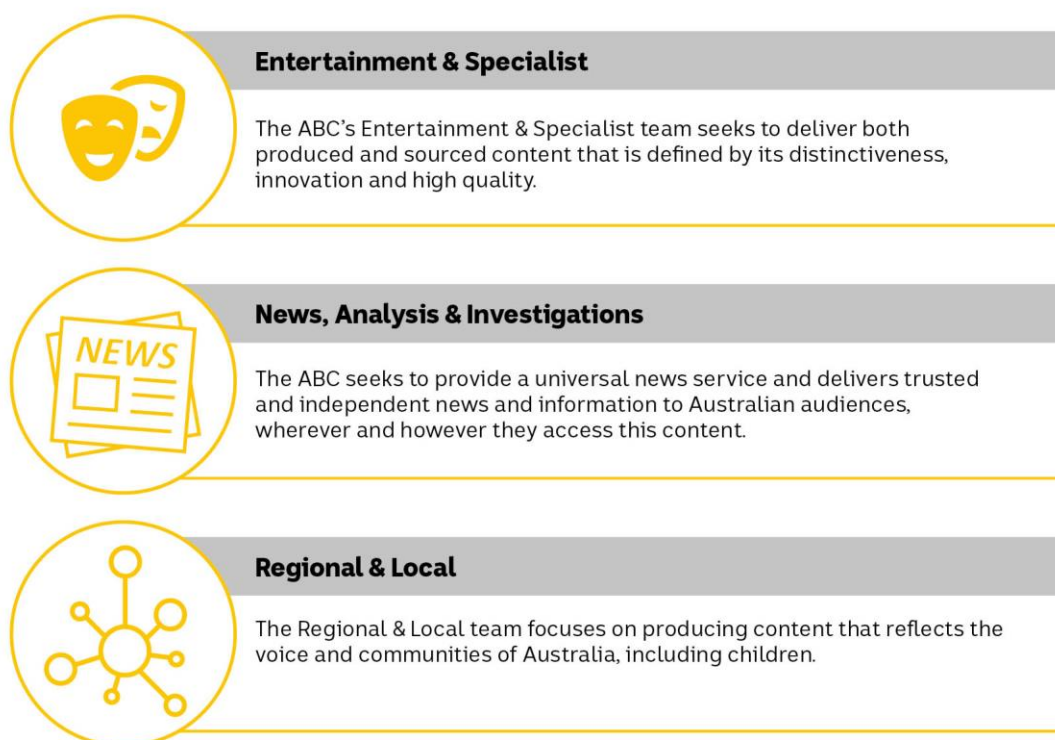 Entertainment & Specialist
The ABC’s Entertainment & Specialist team seeks to deliver both
produced and sourced content that is defined by its distinctiveness,
innovation and high quality.
News, Analysis & Investigations
NEWS
The ABC seeks to provide a universal news service and delivers trusted
and independent news and information to Australian audiences,
wherever and however they access this content.
Regional & Local
The Regional & Local team focuses on producing content that reflects the
voice and communities of Australia, including children.